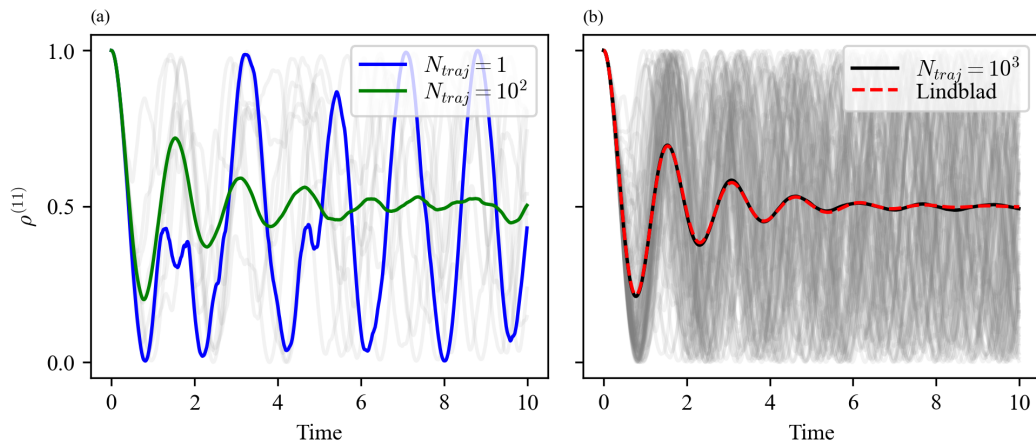 (a)
(b)
1.0
0.5
0.0
ρ^(11)
N_traj = 1
N_traj = 10^2
N_traj = 10^3
Lindblad
0 2 4 6 8 10
0 2 4 6 8 10
Time
Time